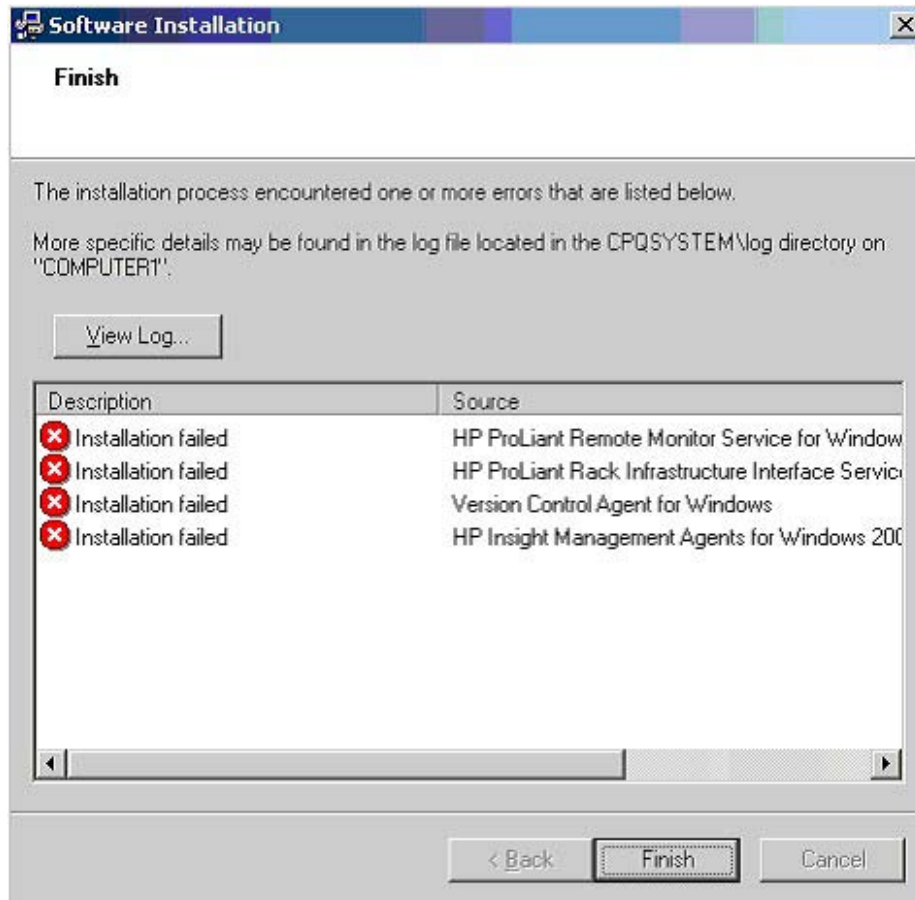 Software Installation
Finish
The installation process encountered one or more errors that are listed below.
More specific details may be found in the log file located in the CPQSYSTEM\log directory on
"COMPUTER1".
View Log...
Description Source
Installation failed HP ProLiant Remote Monitor Service for Window
Installation failed HP ProLiant Rack Infrastructure Interface Servic
Installation failed Version Control Agent for Windows
Installation failed HP Insight Management Agents for Windows 200
< Back Finish Cancel